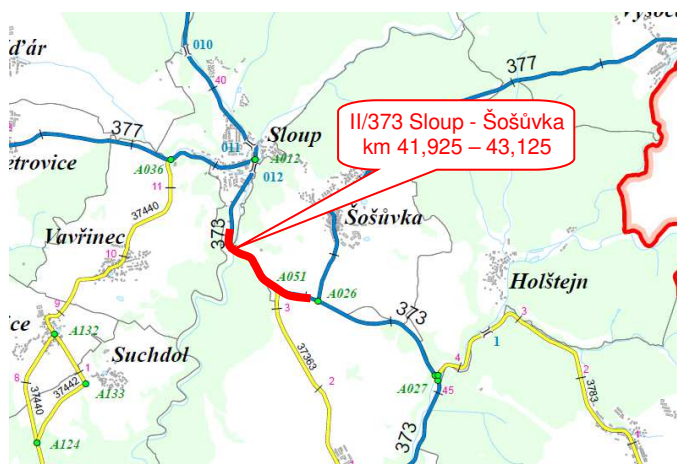 010
40
377
ďár
II/373 Sloup - Šošůvka
km 41,925 – 43,125
377
Sloup
011
A012
etrovice
A036
012
11
37440
373
Šošůvka
Vavřinec
10
A051
A026
Holštejn
9
3
373
3
ice
A132
4
1
Suchdol
1
37363
8
37442
A133
2
A027
45
2
3783
37440
373
1
A124